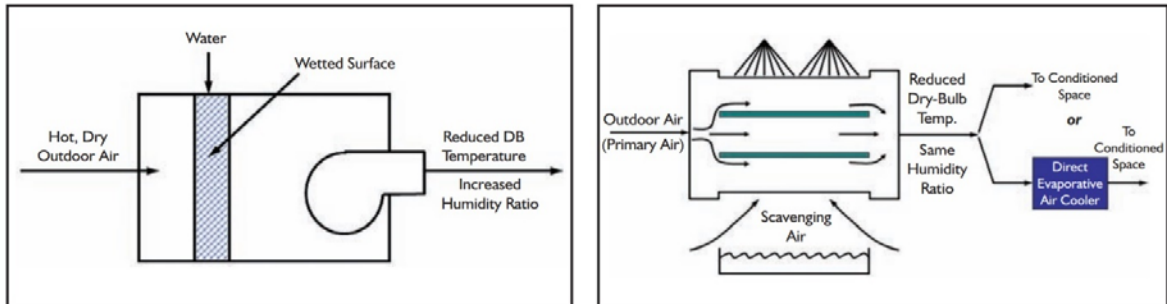 Water
Wetted Surface
Hot, Dry
Outdoor Air
Reduced DB
Temperature
Increased
Humidity Ratio
Outdoor Air
(Primary Air)
Scavenging
Air
Reduced
Dry-Bulb
Temp.
Same
Humidity
Ratio
To Conditioned
Space
or
To
Conditioned
Space
Direct
Evaporative
Air Cooler